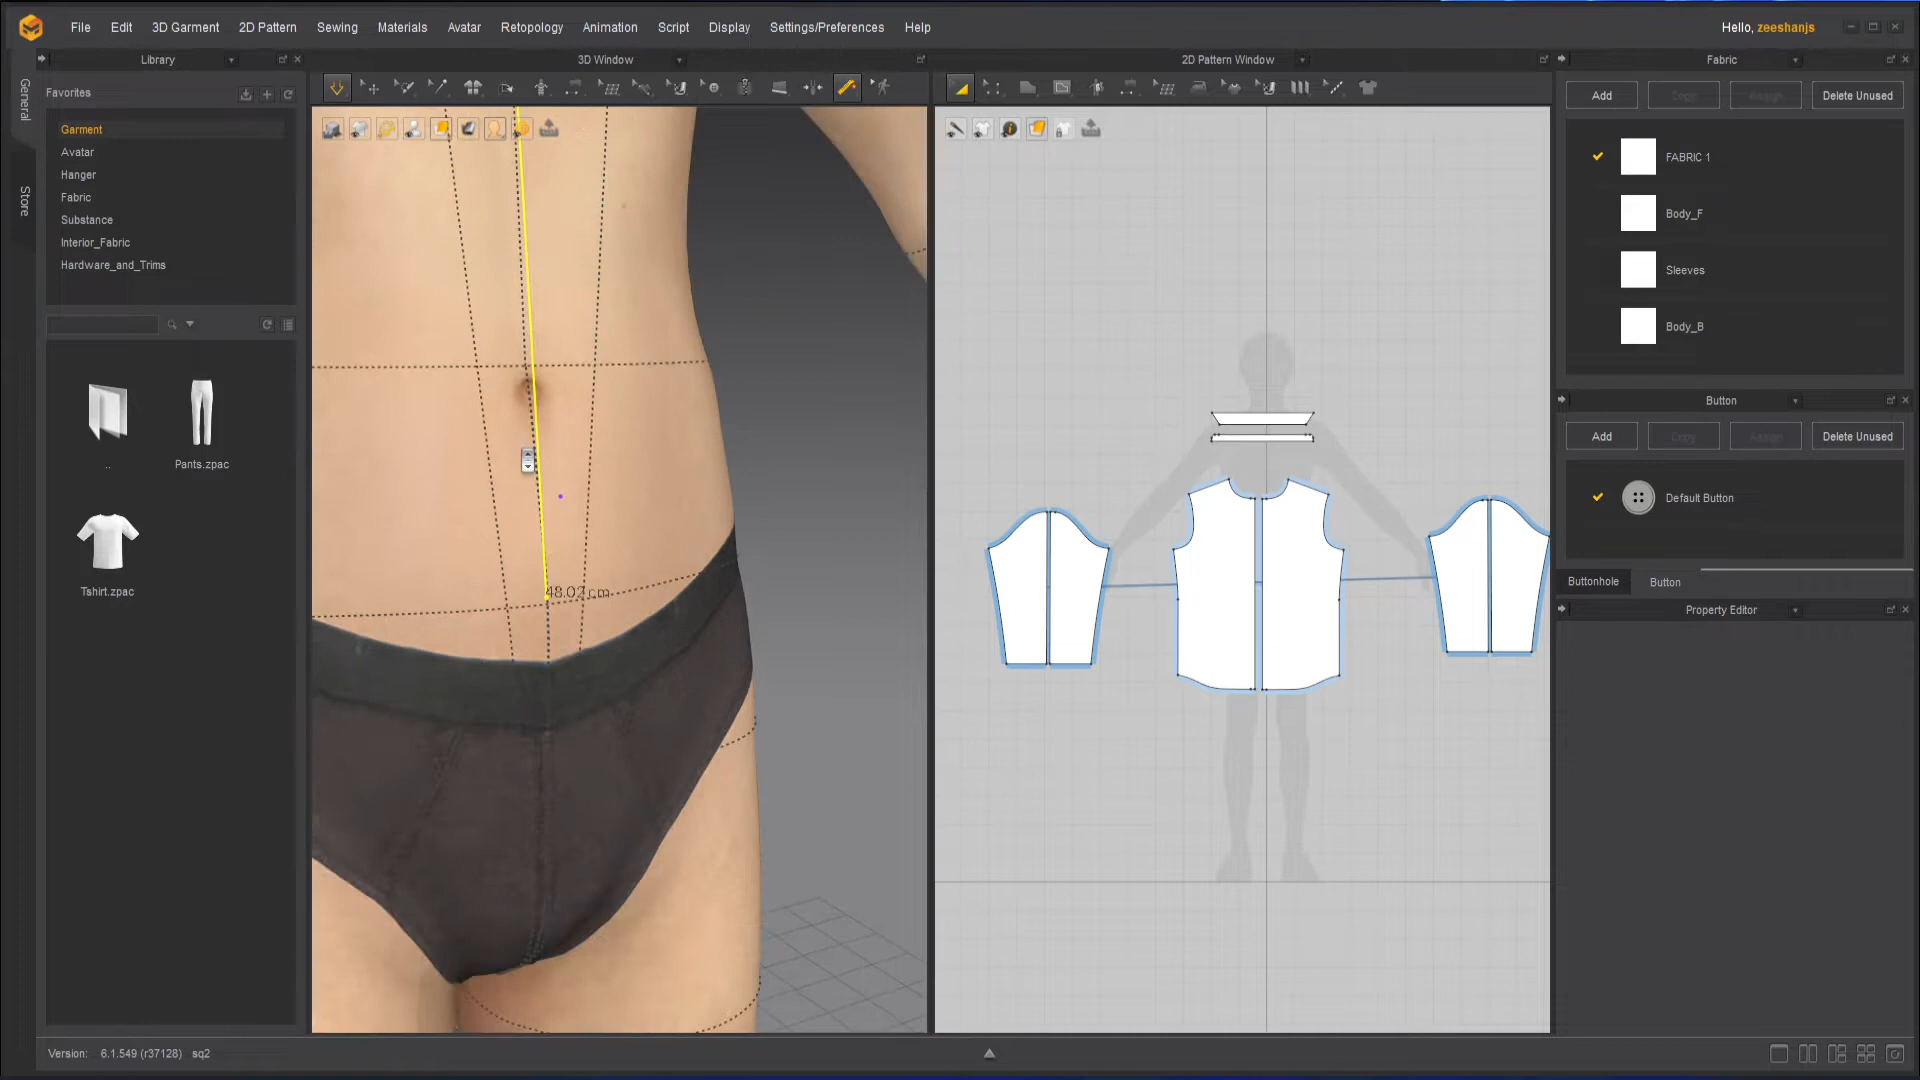 File Edit 3D Garment 2D Pattern Sewing Materials Avatar Retopology Animation Script Display Settings/Preferences Help Hello, zeeshanjs
Library 3D Window 2D Pattern Window Fabric
General
Store
Favorites
Garment
Avatar
Hanger
Fabric
Substance
Interior_Fabric
Hardware_and_Trims
..
Pants.zpac
Tshirt.zpac
48.02 cm
Add Copy Assign Delete Unused
FABRIC 1
Body_F
Sleeves
Body_B
Button
Add Copy Assign Delete Unused
Default Button
Buttonhole Button
Property Editor
Version: 6.1.549 (r37128) sq2